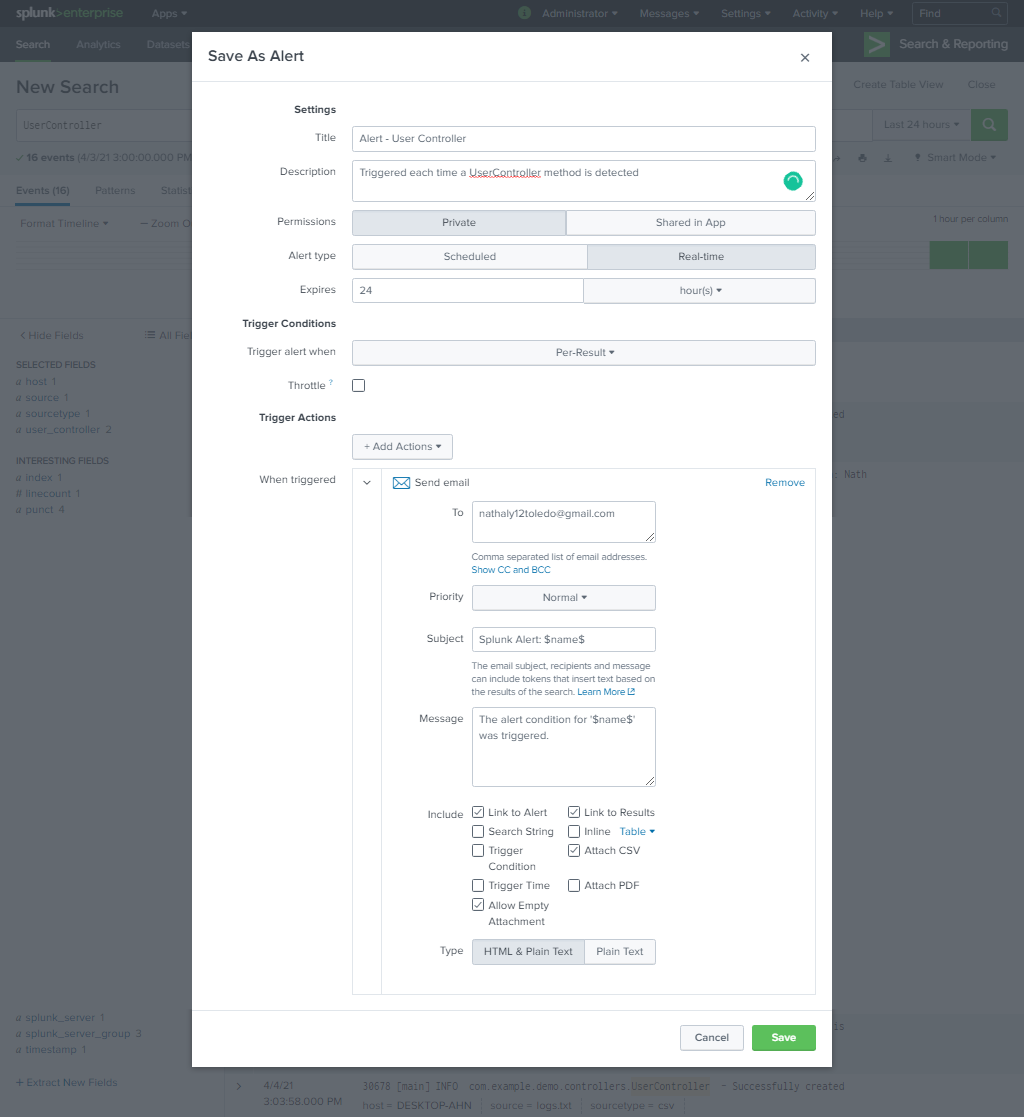 splunk>enterprise Apps Administrator Messages Settings Activity Help Find
Search Analytics Datasets Search & Reporting
New Search Create Table View Close
UserController Last 24 hours
16 events (4/3/21 3:00:00.000 PM Smart Mode
Events (16) Patterns Statist
Format Timeline Zoom O 1 hour per column
Hide Fields All Fie
SELECTED FIELDS
a host 1
a source 1
a sourcetype 1
a user_controller 2
INTERESTING FIELDS
a index 1
# linecount 1
a punct 4
ed
: Nath
Save As Alert
Settings
Title Alert - User Controller
Description Triggered each time a UserController method is detected
Permissions Private Shared in App
Alert type Scheduled Real-time
Expires 24 hour(s)
Trigger Conditions
Trigger alert when Per-Result
Throttle ?
Trigger Actions
+ Add Actions
When triggered Send email Remove
To nathaly12toledo@gmail.com
Comma separated list of email addresses.
Show CC and BCC
Priority Normal
Subject Splunk Alert: $name$
The email subject, recipients and message
can include tokens that insert text based on
the results of the search. Learn More
Message The alert condition for '$name$'
was triggered.
Include Link to Alert Link to Results
Search String Inline Table
Trigger Attach CSV
Condition
Trigger Time Attach PDF
Allow Empty
Attachment
Type HTML & Plain Text Plain Text
Cancel Save
a splunk_server 1
a splunk_server_group 3
a timestamp 1
+ Extract New Fields
is
4/4/21 30678 [main] INFO com.example.demo.controllers.UserController - Successfully created
3:03:58.000 PM host = DESKTOP-AHN source = logs.txt sourcetype = csv